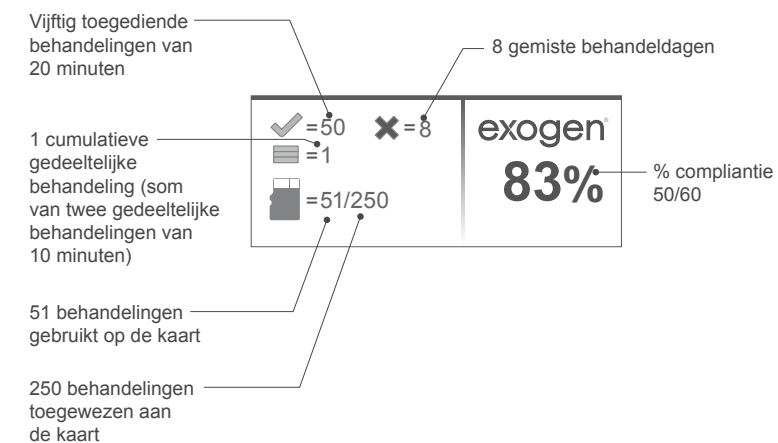 Vijftig toegediende
behandelingen van
20 minuten
8 gemiste behandeldagen
1 cumulatieve
gedeeltelijke
behandeling (som
van twee gedeeltelijke
behandelingen van
10 minuten)
=50 =8
=1
=51/250
exogen®
83%
% compliantie
50/60
51 behandelingen
gebruikt op de kaart
250 behandelingen
toegewezen aan
de kaart